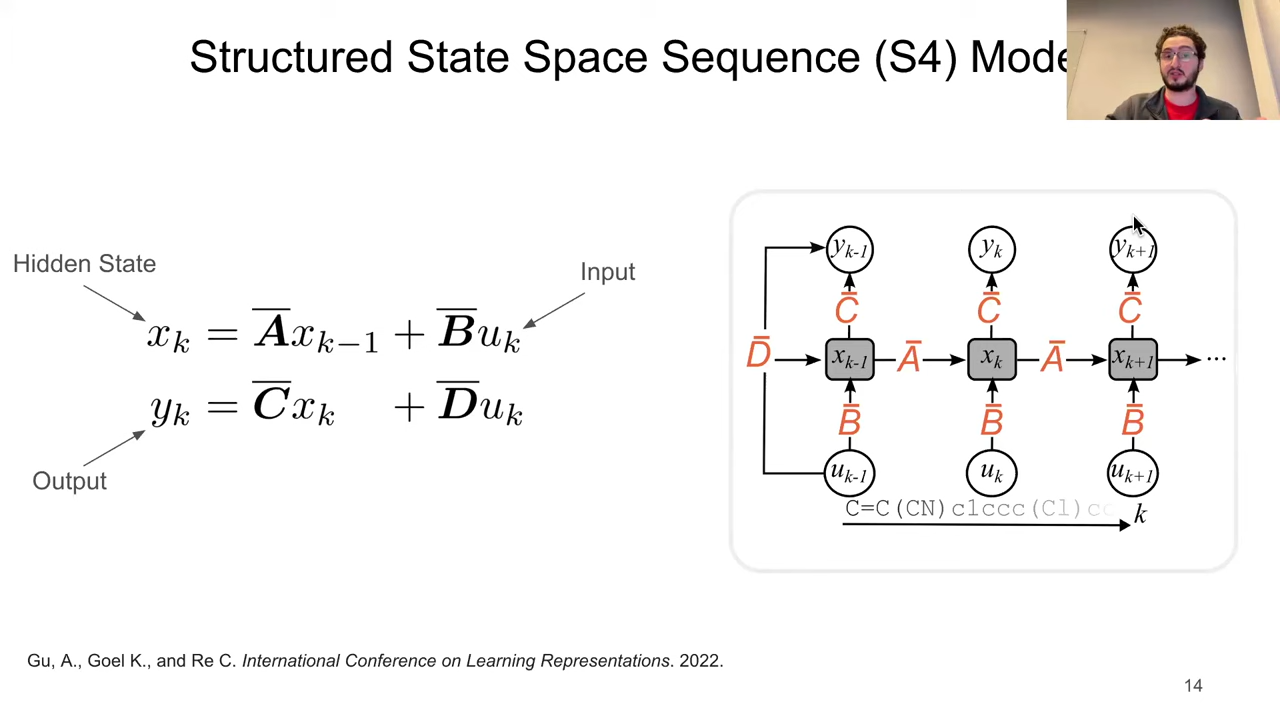 Structured State Space Sequence (S4) Mode
Hidden State
Input
x_k = A̅x_{k−1} + B̅u_k
y_k = C̅x_k + D̅u_k
Output
y_{k-1} y_k y_{k+1}
C̅ C̅ C̅
D̅ x_{k-1} A̅ x_k A̅ x_{k+1} ...
B̅ B̅ B̅
u_{k-1} u_k u_{k+1}
C=C(CN)c1ccc(Cl)cc k
Gu, A., Goel K., and Re C. International Conference on Learning Representations. 2022.
14